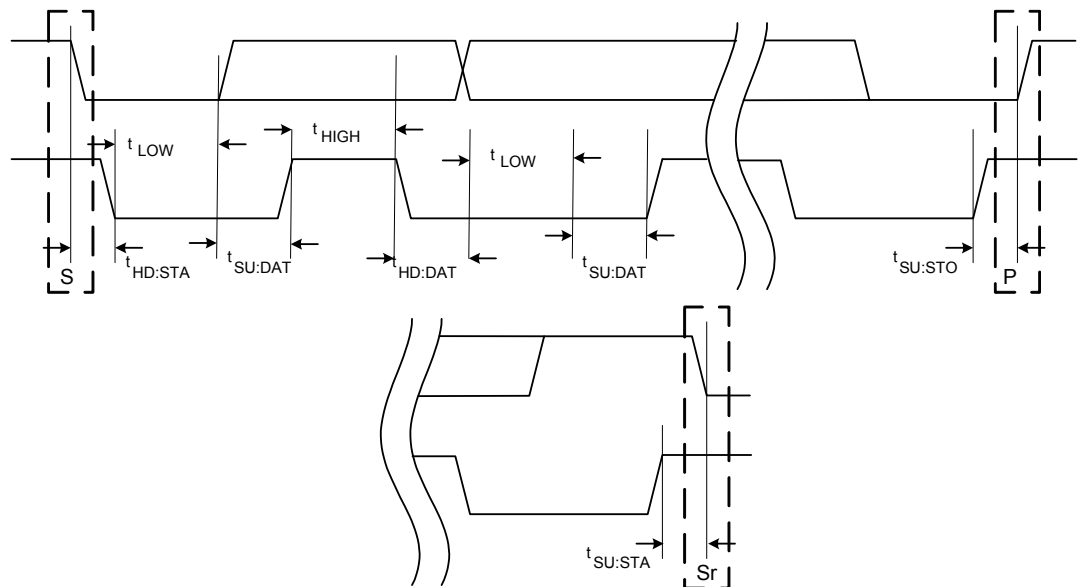 t HIGH
t LOW
t LOW
t HD:STA
t SU:DAT
t HD:DAT
t SU:DAT
t SU:STO
S
P
t SU:STA
Sr